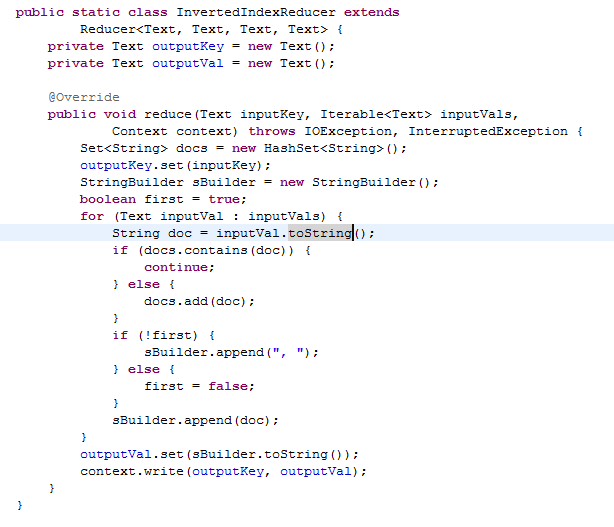 public static class InvertedIndexReducer extends
        Reducer<Text, Text, Text, Text> {
    private Text outputKey = new Text();
    private Text outputVal = new Text();

    @Override
    public void reduce(Text inputKey, Iterable<Text> inputVals,
            Context context) throws IOException, InterruptedException {
        Set<String> docs = new HashSet<String>();
        outputKey.set(inputKey);
        StringBuilder sBuilder = new StringBuilder();
        boolean first = true;
        for (Text inputVal : inputVals) {
            String doc = inputVal.toString();
            if (docs.contains(doc)) {
                continue;
            } else {
                docs.add(doc);
            }
            if (!first) {
                sBuilder.append(", ");
            } else {
                first = false;
            }
            sBuilder.append(doc);
        }
        outputVal.set(sBuilder.toString());
        context.write(outputKey, outputVal);
    }
}